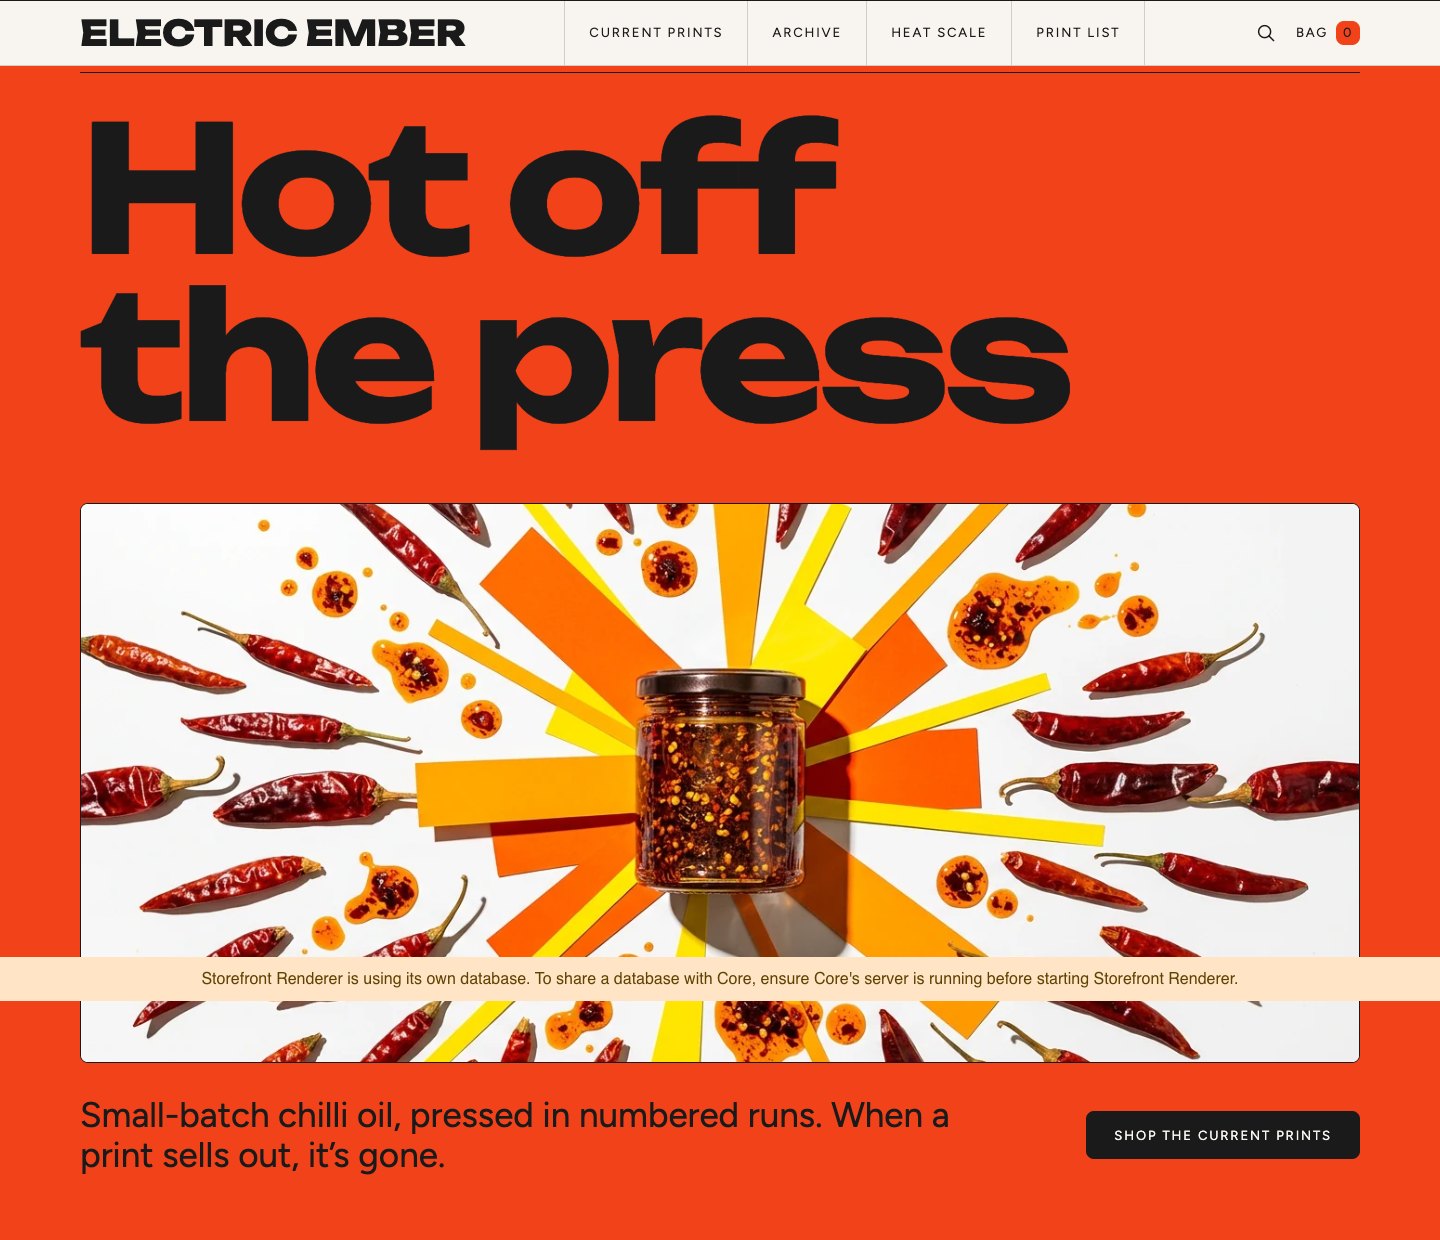 ELECTRIC EMBER
CURRENT PRINTS
ARCHIVE
HEAT SCALE
PRINT LIST
BAG 0
Hot off
the press
Storefront Renderer is using its own database. To share a database with Core, ensure Core's server is running before starting Storefront Renderer.
Small-batch chilli oil, pressed in numbered runs. When a
print sells out, it’s gone.
SHOP THE CURRENT PRINTS